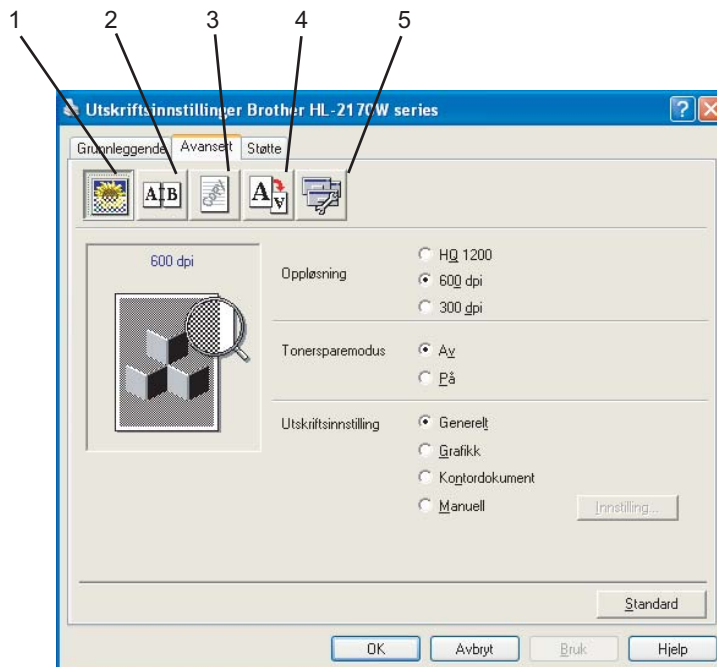 1 2 3 4 5
Utskriftsinnstillinger Brother HL-2170W series
Grunnleggende Avansert Støtte
A B Copy A A
600 dpi
Oppløsning
HQ 1200
600 dpi
300 dpi
Tonersparemodus
Av
På
Utskriftsinnstilling
Generelt
Grafikk
Kontordokument
Manuell Innstilling...
Standard
OK Avbryt Bruk Hjelp